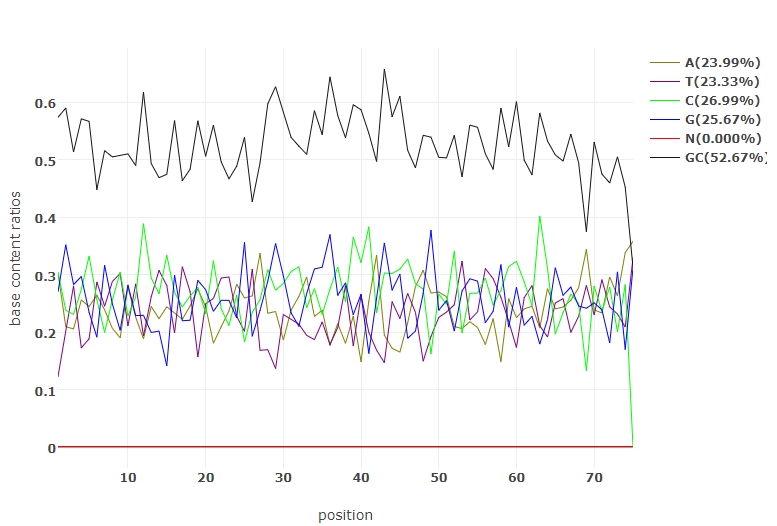 A(23.99%)
T(23.33%)
C(26.99%)
G(25.67%)
N(0.000%)
GC(52.67%)
base content ratios
0.6
0.5
0.4
0.3
0.2
0.1
0
10 20 30 40 50 60 70
position